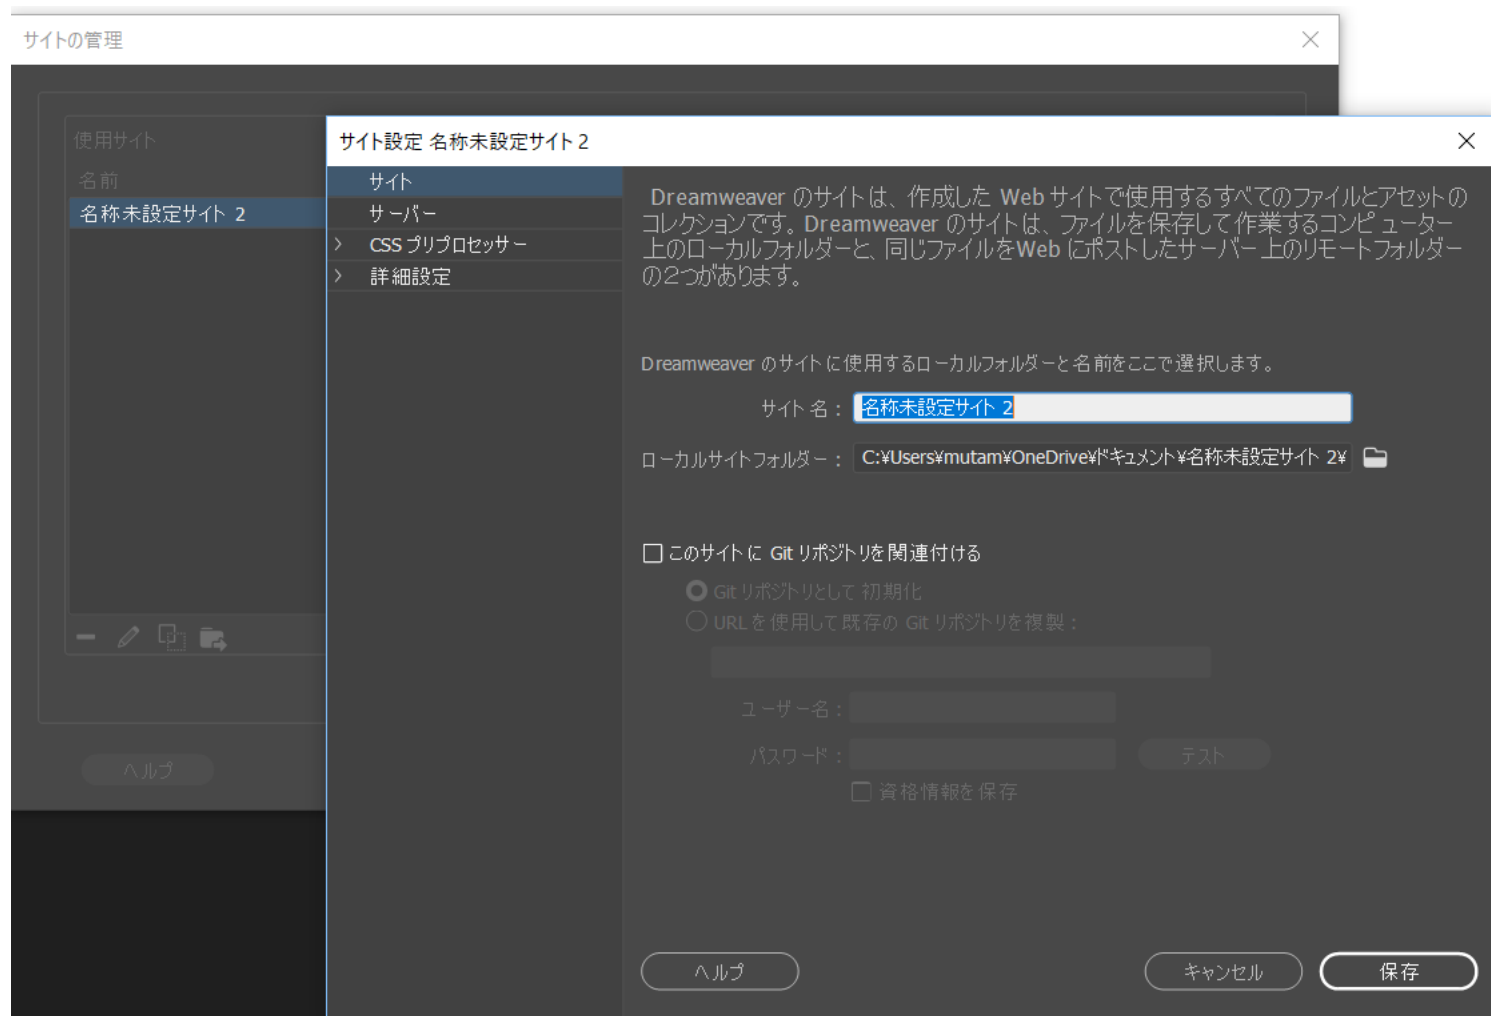 サイトの管理
使用サイト
名前
名称未設定サイト 2
ヘルプ
サイト設定 名称未設定サイト 2
サイト
サーバー
CSS プリプロセッサー
詳細設定
Dreamweaver のサイトは、作成した Web サイトで使用するすべてのファイルとアセットの
コレクションです。Dreamweaver のサイトは、ファイルを保存して作業するコンピューター
上のローカルフォルダーと、同じファイルをWeb にポストしたサーバー上のリモートフォルダー
の2つがあります。
Dreamweaver のサイトに使用するローカルフォルダーと名前をここで選択します。
サイト名： 名称未設定サイト 2
ローカルサイトフォルダー： C:¥Users¥mutam¥OneDrive¥ドキュメント¥名称未設定サイト 2¥
このサイトに Git リポジトリを関連付ける
Git リポジトリとして初期化
URL を使用して既存の Git リポジトリを複製：
ユーザー名：
パスワード： テスト
資格情報を保存
ヘルプ キャンセル 保存